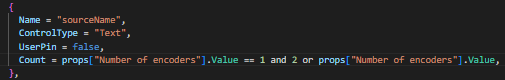 {
Name = "sourceName",
ControlType = "Text",
UserPin = false,
Count = props["Number of encoders"].Value == 1 and 2 or props["Number of encoders"].Value,
},